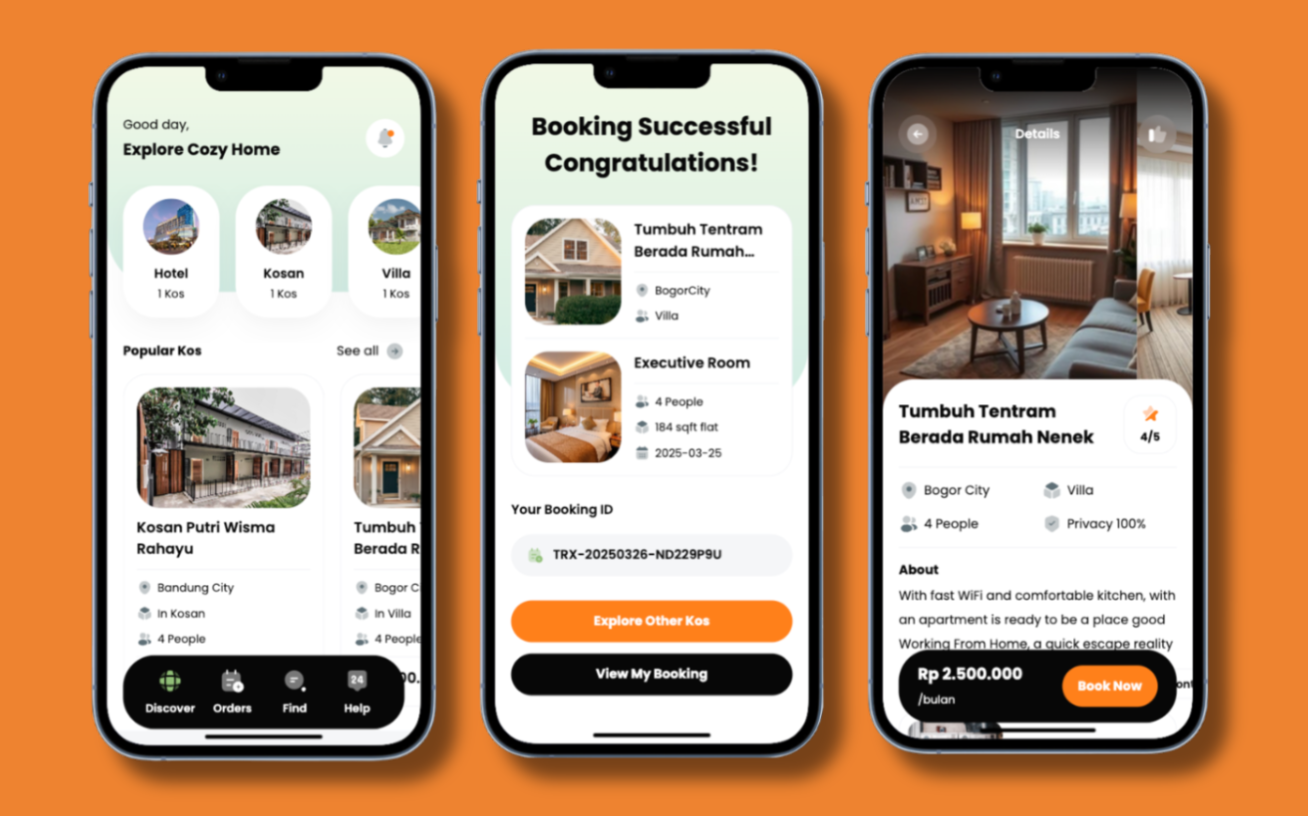 Good day,
Explore Cozy Home
Hotel
1 Kos
Kosan
1 Kos
Villa
1 Kos
Popular Kos
See all
Kosan Putri Wisma
Rahayu
Bandung City
In Kosan
4 People
Tumbuh
Berada R
Bogor C
In Villa
4 People
00.
Discover
Orders
Find
24
Help
Booking Successful
Congratulations!
Tumbuh Tentram
Berada Rumah...
BogorCity
Villa
Executive Room
4 People
184 sqft flat
2025-03-25
Your Booking ID
TRX-20250326-ND229P9U
Explore Other Kos
View My Booking
Details
Tumbuh Tentram
Berada Rumah Nenek
4/5
Bogor City
Villa
4 People
Privacy 100%
About
With fast WiFi and comfortable kitchen, with
an apartment is ready to be a place good
Working From Home, a quick escape reality
Rp 2.500.000
/bulan
Book Now
ont